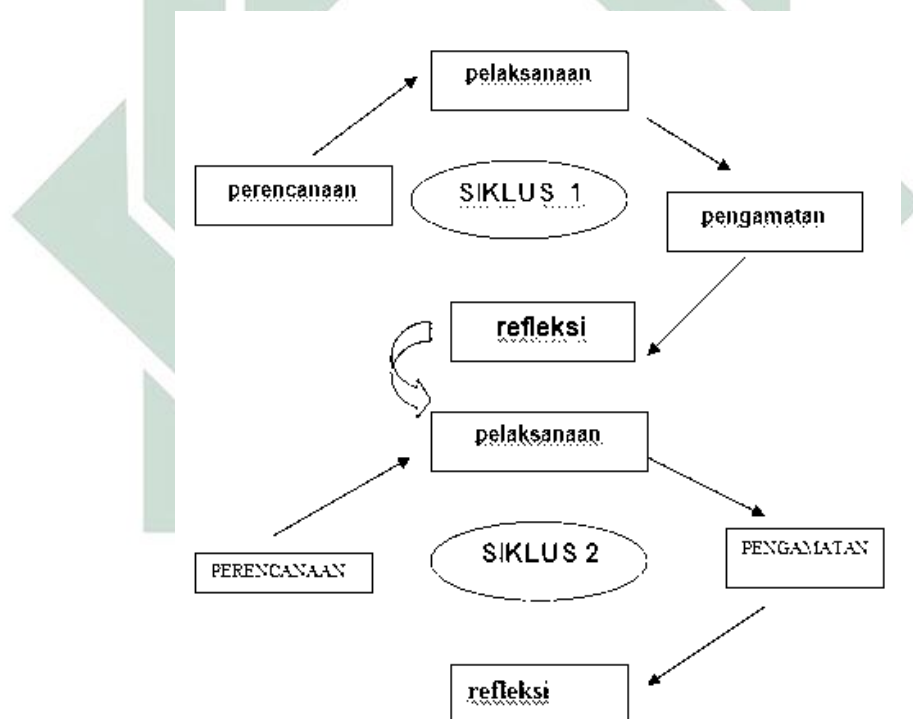 pelaksanaan
perencanaan
SIKLUS 1
pengamatan
refleksi
pelaksanaan
PERENCANAAN
SIKLUS 2
PENGAMATAN
refleksi